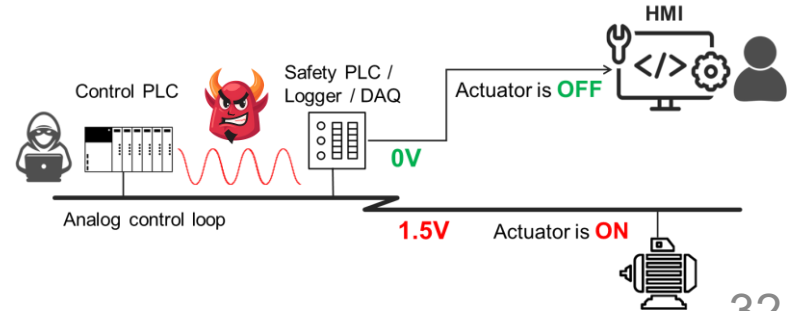 HMI
Safety PLC /
Logger / DAQ
Control PLC
Actuator is OFF
</>
0V
Analog control loop
1.5V
Actuator is ON
32